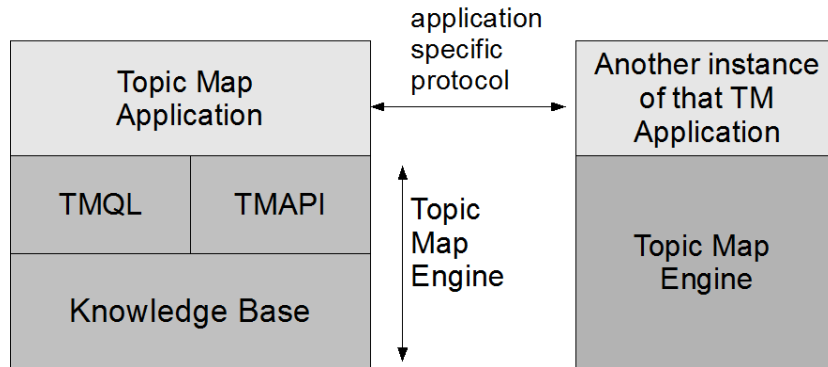 application
specific
protocol
Topic Map
Application
Another instance
of that TM
Application
TMQL
TMAPI
Topic
Map
Engine
Topic Map
Engine
Knowledge Base